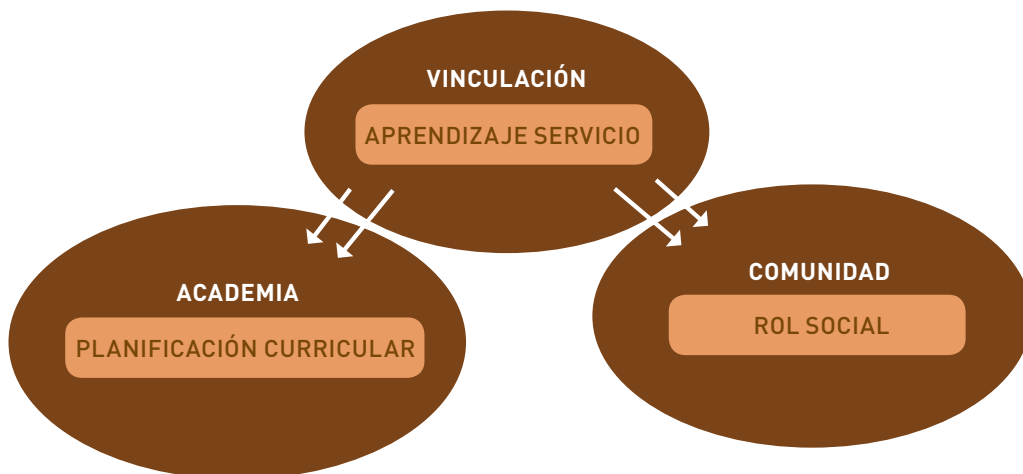 VINCULACIÓN
APRENDIZAJE SERVICIO
ACADEMIA
PLANIFICACIÓN CURRICULAR
COMUNIDAD
ROL SOCIAL